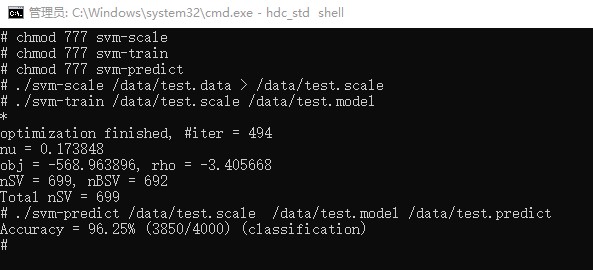 管理员: C:\Windows\system32\cmd.exe - hdc_std  shell
# chmod 777 svm-scale
# chmod 777 svm-train
# chmod 777 svm-predict
# ./svm-scale /data/test.data > /data/test.scale
# ./svm-train /data/test.scale /data/test.model
*
optimization finished, #iter = 494
nu = 0.173848
obj = -568.963896, rho = -3.405668
nSV = 699, nBSV = 692
Total nSV = 699
# ./svm-predict /data/test.scale  /data/test.model /data/test.predict
Accuracy = 96.25% (3850/4000) (classification)
#